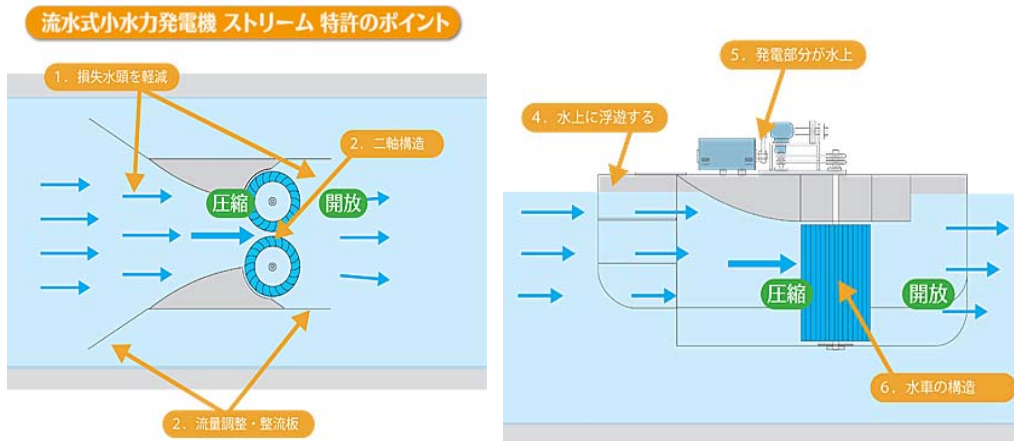 流水式小水力発電機 ストリーム 特許のポイント
1. 損失水頭を軽減
2. 二軸構造
圧縮
開放
2. 流量調整・整流板
5. 発電部分が水上
4. 水上に浮遊する
圧縮
開放
6. 水車の構造